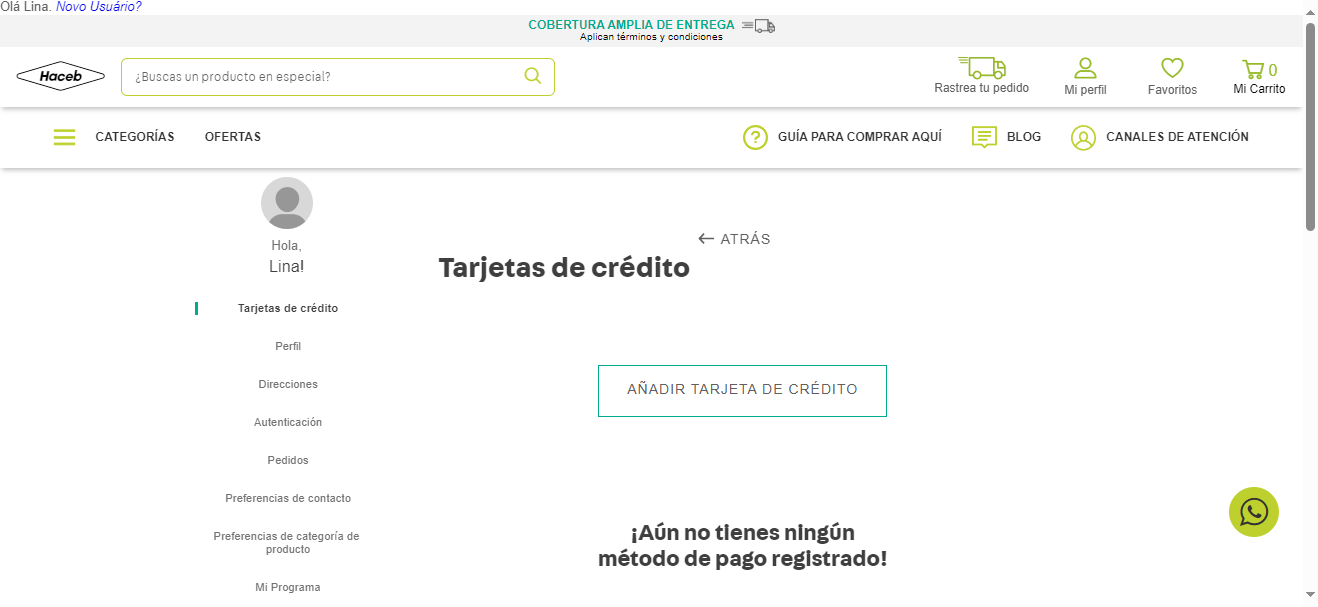 Olá Lina. Novo Usuário?
COBERTURA AMPLIA DE ENTREGA
Aplican términos y condiciones
Haceb
¿Buscas un producto en especial?
Rastrea tu pedido
Mi perfil
Favoritos
0
Mi Carrito
CATEGORÍAS
OFERTAS
GUÍA PARA COMPRAR AQUÍ
BLOG
CANALES DE ATENCIÓN
Hola,
Lina!
Tarjetas de crédito
Perfil
Direcciones
Autenticación
Pedidos
Preferencias de contacto
Preferencias de categoría de
producto
Mi Programa
← ATRÁS
Tarjetas de crédito
AÑADIR TARJETA DE CRÉDITO
¡Aún no tienes ningún
método de pago registrado!